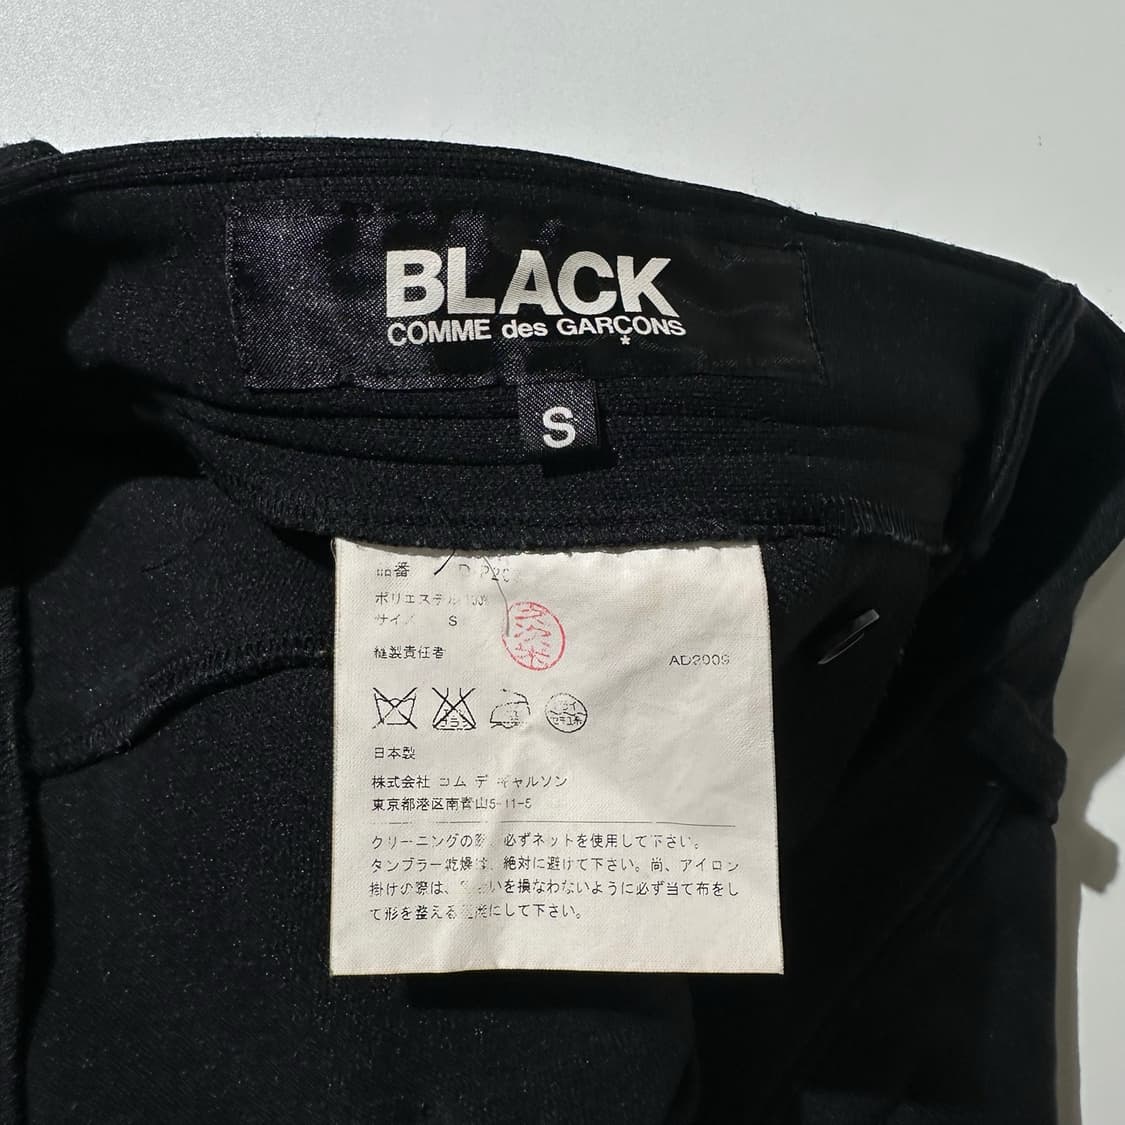 BLACK
COMME des GARÇONS
*
S
品番
ポリエステル 100%
サイズ S
縫製責任者
AD2009
日本製
株式会社 コム デ ギャルソン
東京都港区南青山5-11-5
クリーニングの際、必ずネットを使用して下さい。
タンブラー乾燥は、絶対に避けて下さい。尚、アイロン
掛けの際は、いを損なわないように必ず当て布をし
て形を整える にして下さい。